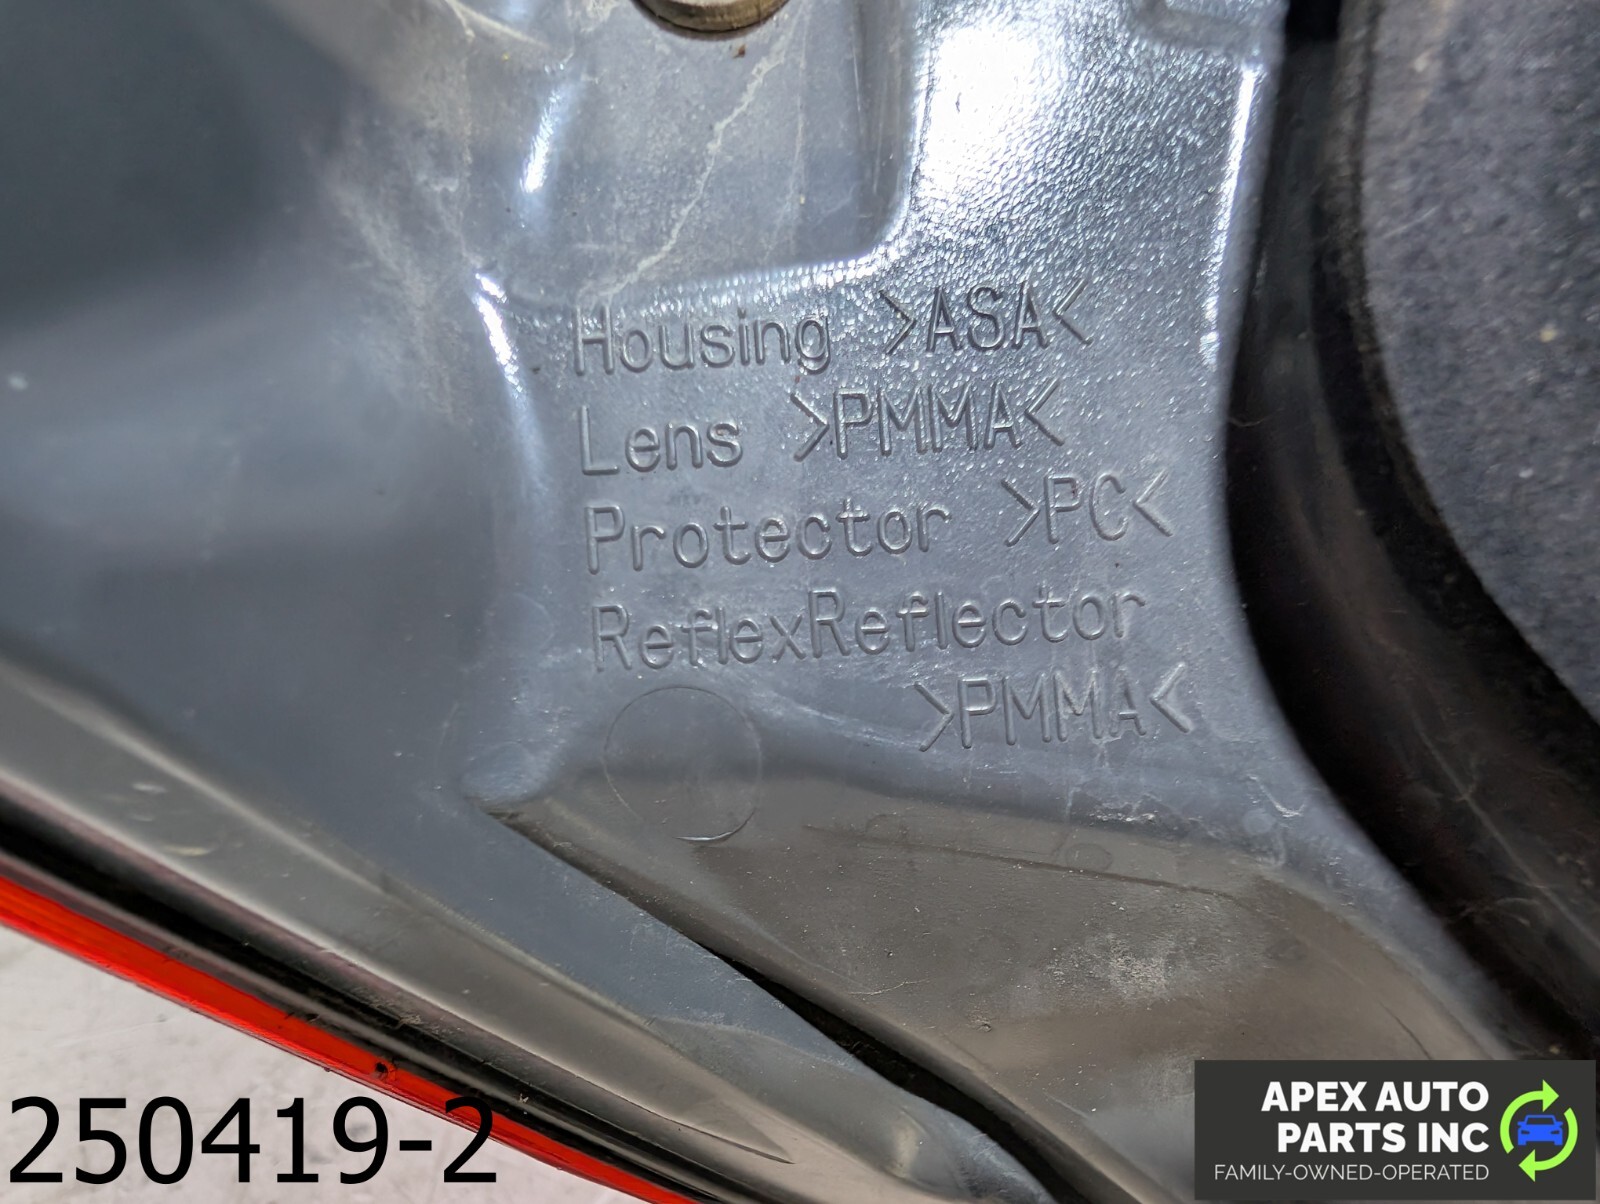 Housing >ASA<
Lens >PMMA<
Protector >PC<
ReflexReflector
>PMMA<
250419-2
APEX AUTO
PARTS INC
FAMILY-OWNED-OPERATED